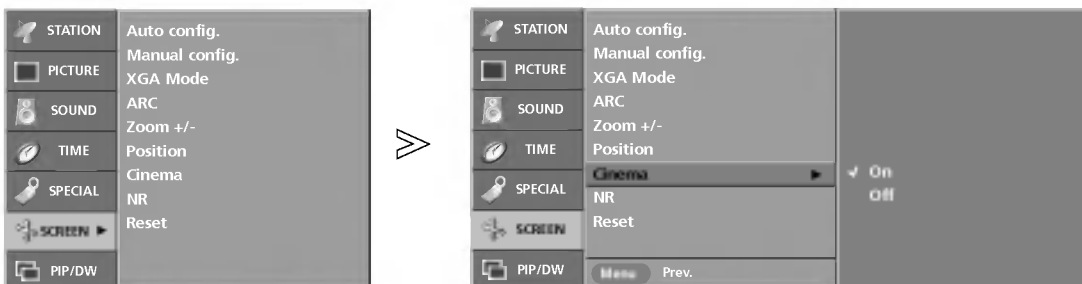 STATION
PICTURE
SOUND
TIME
SPECIAL
SCREEN
PIP/DW
Auto config.
Manual config.
XGA Mode
ARC
Zoom +/-
Position
Cinema
NR
Reset
STATION
PICTURE
SOUND
TIME
SPECIAL
SCREEN
PIP/DW
Auto config.
Manual config.
XGA Mode
ARC
Zoom +/-
Position
Cinema
NR
Reset
Menu Prev.
On
Off